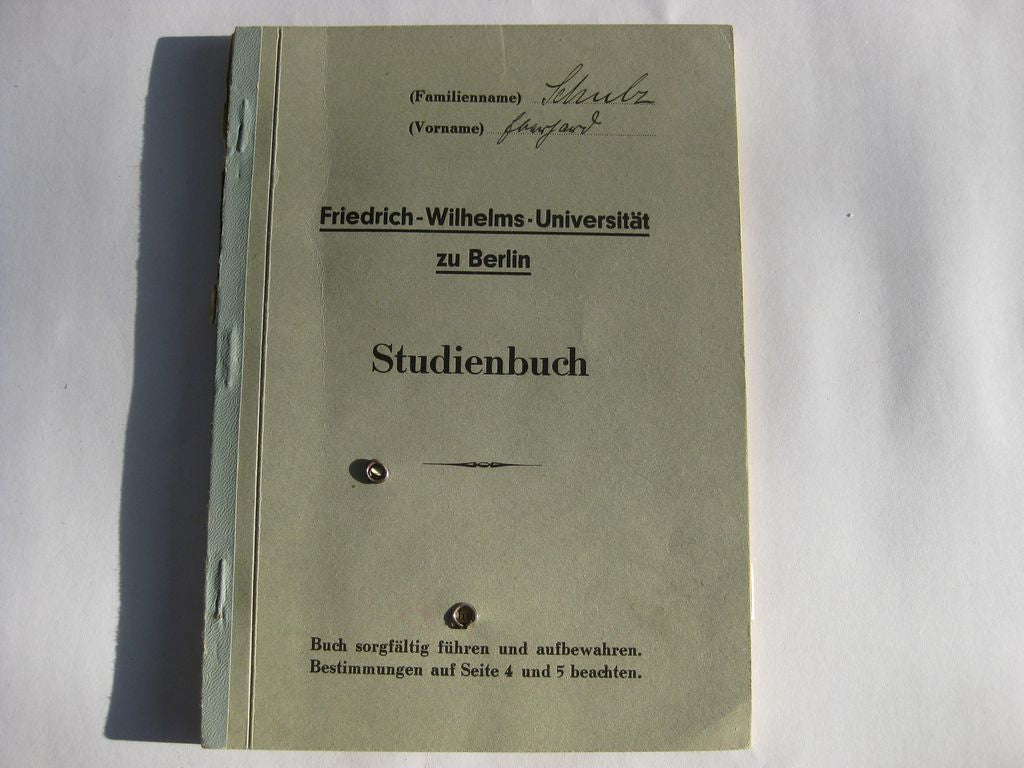 (Familienname) Schulz
(Vorname) Eberhard
Friedrich-Wilhelms-Universität
zu Berlin
Studienbuch
Buch sorgfältig führen und aufbewahren.
Bestimmungen auf Seite 4 und 5 beachten.